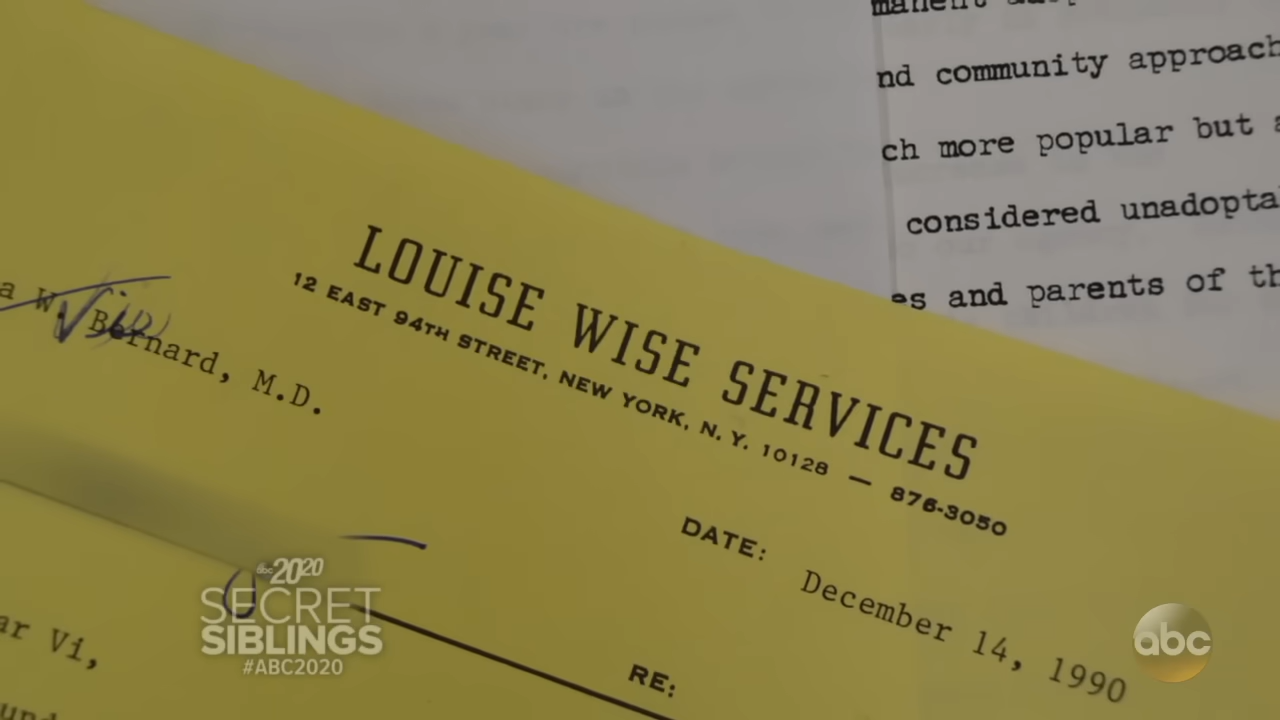 nd community approach
ch more popular but a
considered unadopta
es and parents of th
LOUISE WISE SERVICES
12 EAST 94TH STREET, NEW YORK, N.Y. 10128 — 876-3050
a W. Bernard, M.D.
DATE: December 14, 1990
ar Vi,
RE:
abc 2020
SECRET
SIBLINGS
#ABC2020
abc